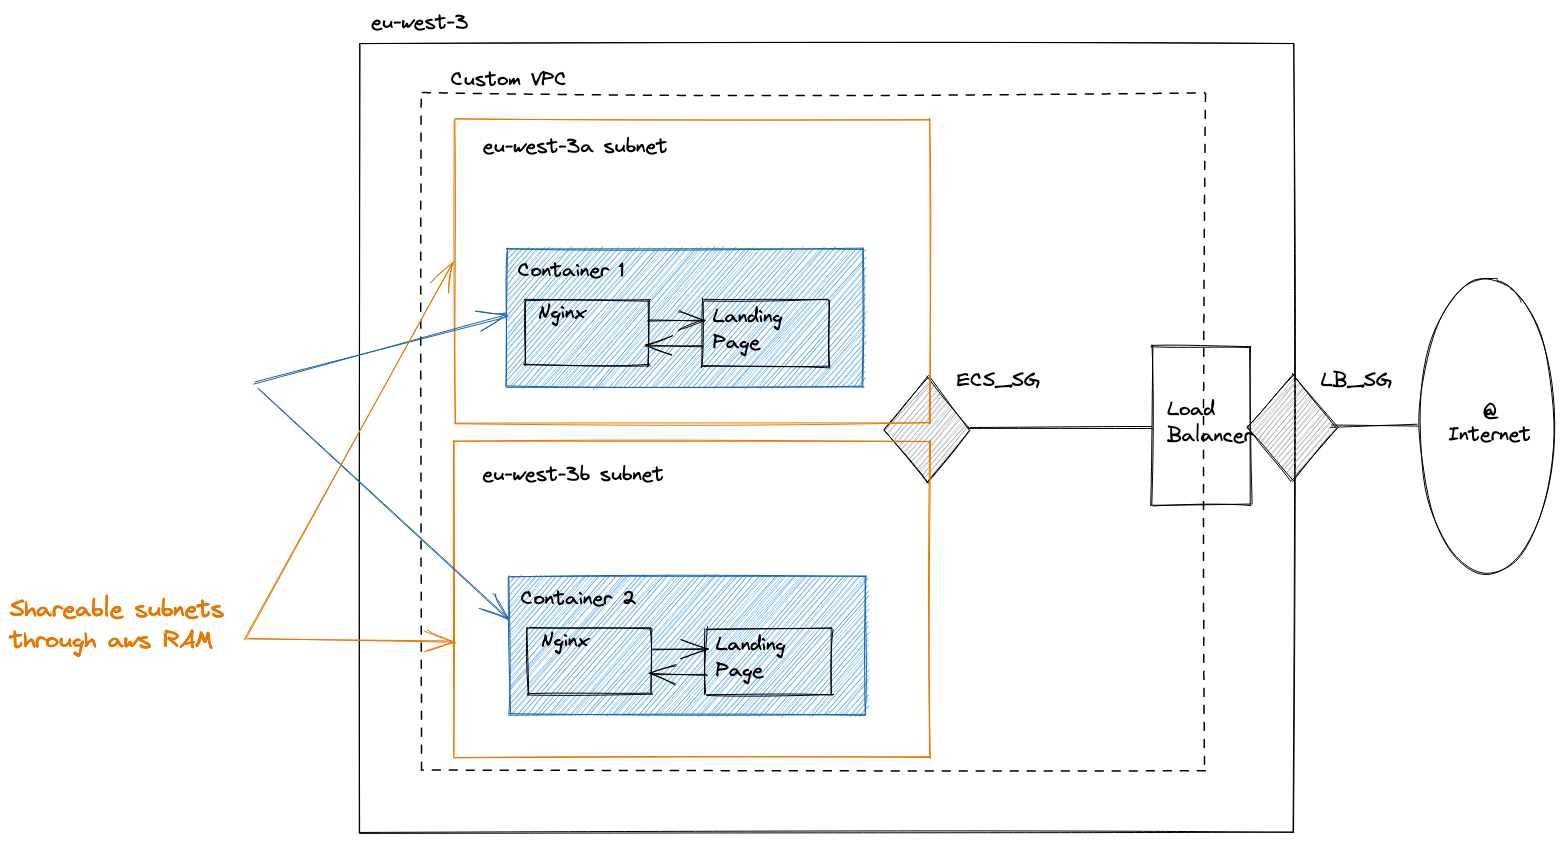 eu-west-3
Custom VPC
eu-west-3a subnet
Container 1
Nginx
Landing
Page
ECS_SG
LB_SG
Load
Balancer
@
Internet
eu-west-3b subnet
Container 2
Nginx
Landing
Page
Shareable subnets
through aws RAM